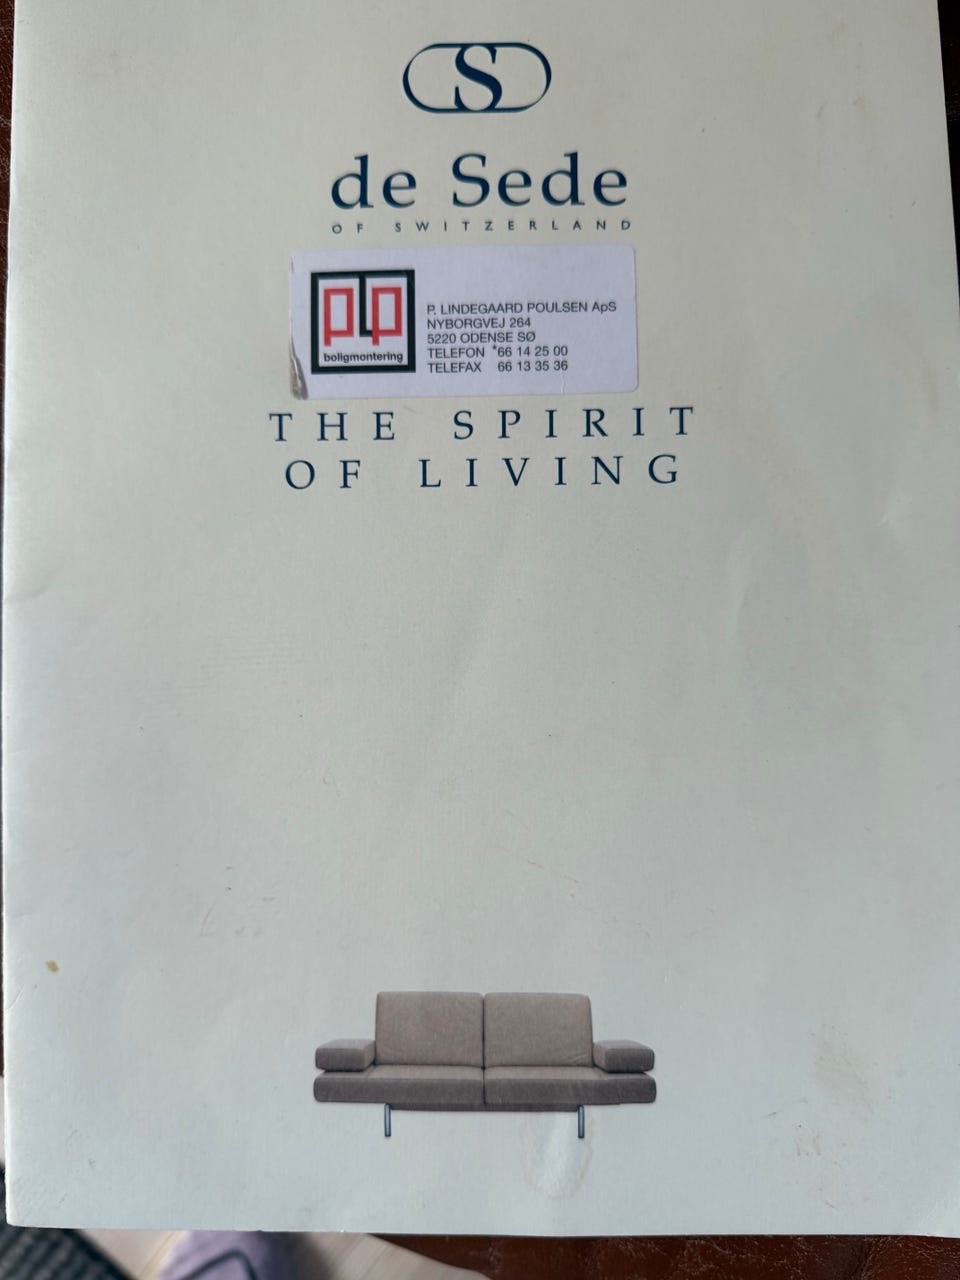 S
de Sede
OF SWITZERLAND
plp
boligmontering
P. LINDEGAARD POULSEN ApS
NYBORGVEJ 264
5220 ODENSE SØ
TELEFON *66 14 25 00
TELEFAX 66 13 35 36
THE SPIRIT
OF LIVING